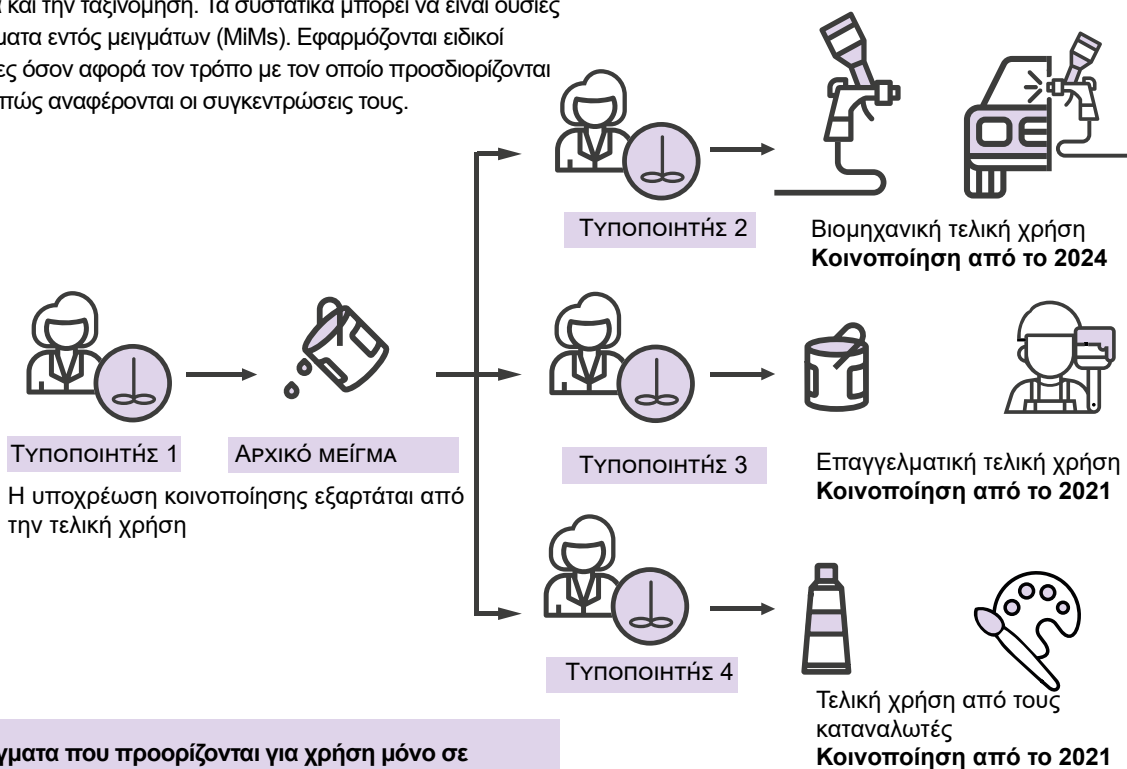 και την ταξινόμηση. Τα συστατικά μπορεί να είναι ουσίες
εντός μειγμάτων (MiMs). Εφαρμόζονται ειδικοί
όσον αφορά τον τρόπο με τον οποίο προσδιορίζονται
πώς αναφέρονται οι συγκεντρώσεις τους.
ΤΥΠΟΠΟΙΗΤΉΣ 2
Βιομηχανική τελική χρήση
Κοινοποίηση από το 2024
ΤΥΠΟΠΟΙΗΤΉΣ 1
ΑΡΧΙΚΌ ΜΕΊΓΜΑ
Η υποχρέωση κοινοποίησης εξαρτάται από
την τελική χρήση
ΤΥΠΟΠΟΙΗΤΉΣ 3
Επαγγελματική τελική χρήση
Κοινοποίηση από το 2021
ΤΥΠΟΠΟΙΗΤΉΣ 4
Τελική χρήση από τους
καταναλωτές
Κοινοποίηση από το 2021
που προορίζονται για χρήση μόνο σε